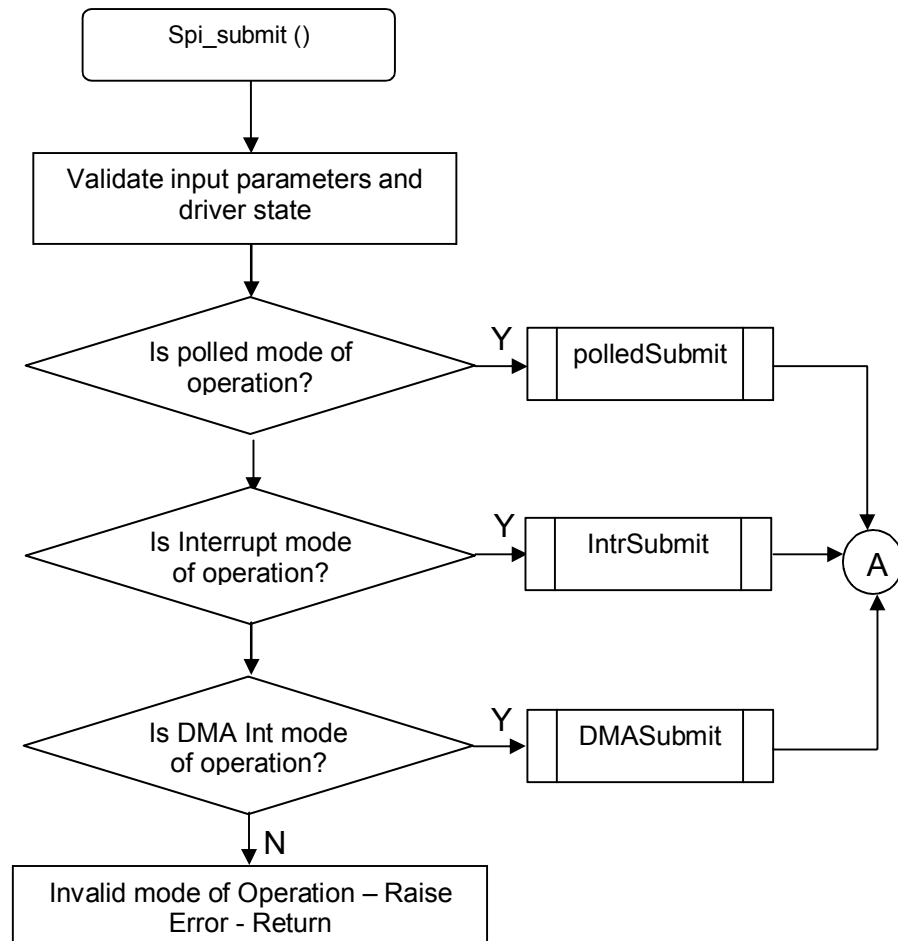 Spi_submit ()
Validate input parameters and
driver state
Is polled mode of
operation?
Y
polledSubmit
Is Interrupt mode
of operation?
Y
IntrSubmit
A
Is DMA Int mode
of operation?
Y
DMASubmit
N
Invalid mode of Operation – Raise
Error - Return